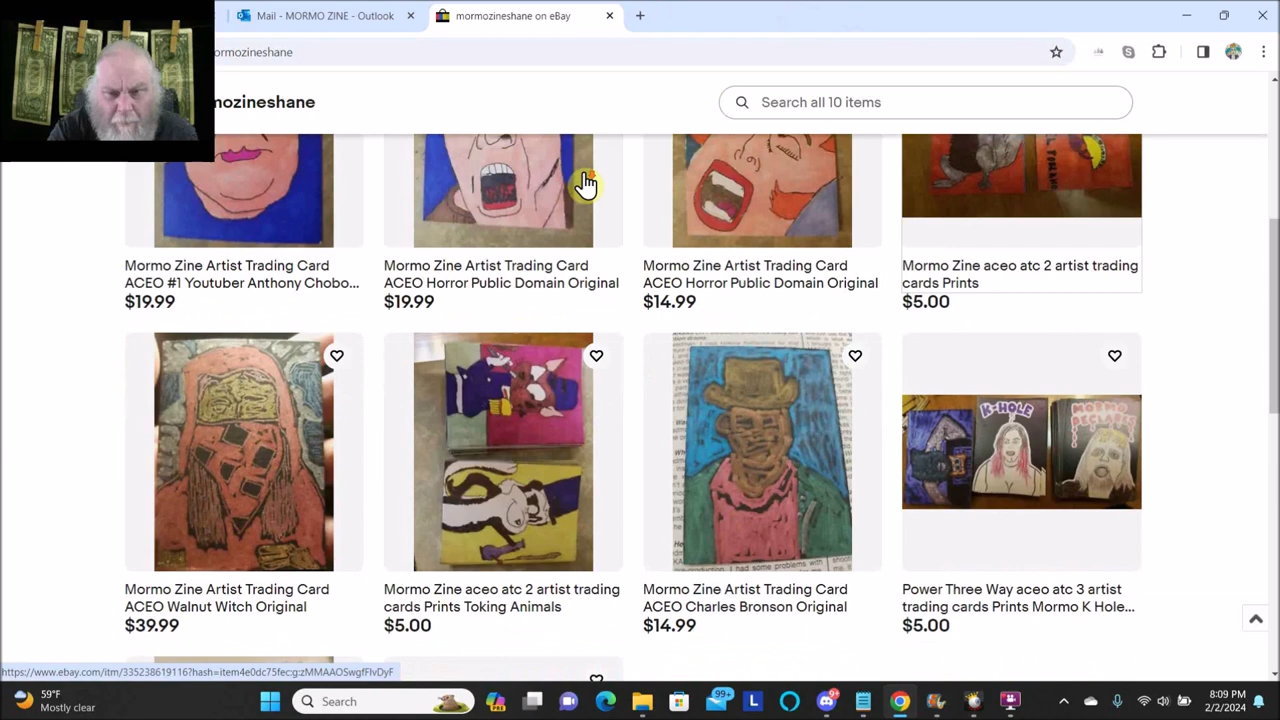 Mail - MORMO ZINE - Outlook
mormozineshane on eBay
ormozineshane
mozineshane
Search all 10 items
Mormo Zine Artist Trading Card
ACEO #1 Youtuber Anthony Chobo...
$19.99
Mormo Zine Artist Trading Card
ACEO Horror Public Domain Original
$19.99
Mormo Zine Artist Trading Card
ACEO Horror Public Domain Original
$14.99
Mormo Zine aceo atc 2 artist trading
cards Prints
$5.00
K-HOLE
MORMO
DECLARES
Mormo Zine Artist Trading Card
ACEO Walnut Witch Original
$39.99
Mormo Zine aceo atc 2 artist trading
cards Prints Toking Animals
$5.00
Mormo Zine Artist Trading Card
ACEO Charles Bronson Original
$14.99
Power Three Way aceo atc 3 artist
trading cards Prints Mormo K Hole...
$5.00
https://www.ebay.com/itm/335238619116?hash=item4e0dc75fec:g:zMMAAOSwgfFlvDyF
59°F
Mostly clear
Search
99+
9+
8:09 PM
2/2/2024